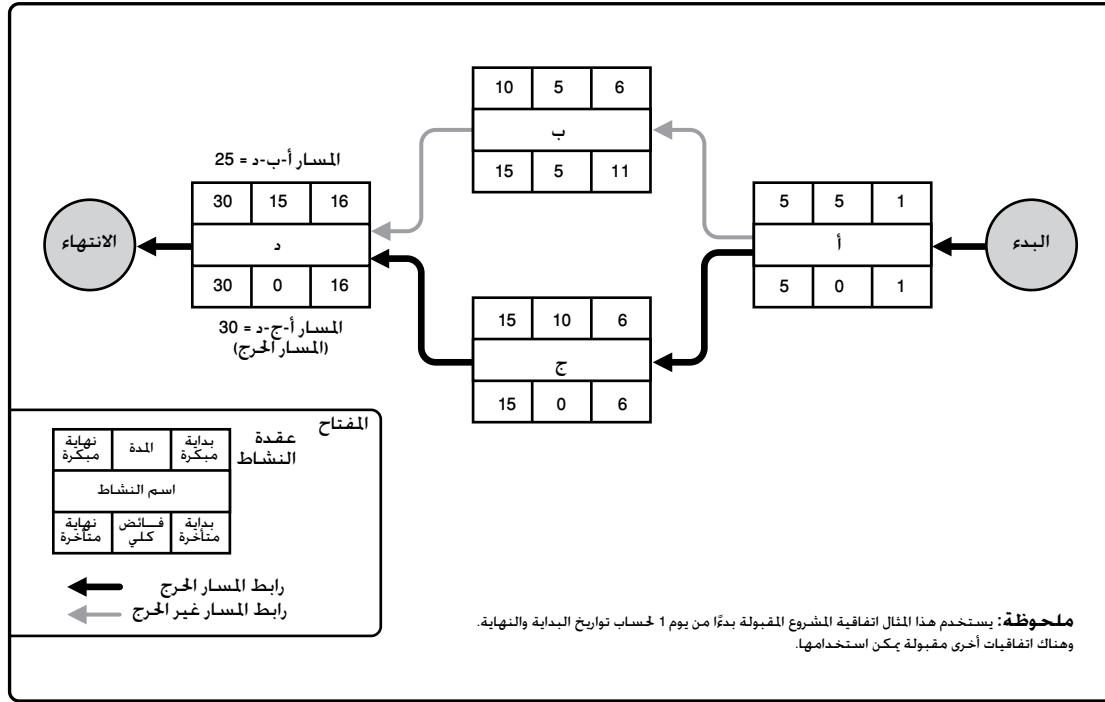 البدء
1 5 5
أ
1 0 5
6 5 10
ب
11 5 15
6 10 15
ج
6 0 15
المسار أ-ب-د = 25
16 15 30
د
16 0 30
المسار أ-ج-د = 30
(المسار الحرج)
الانتهاء
المفتاح
عقدة
النشاط
بداية مبكرة
المدة
نهاية مبكرة
اسم النشاط
بداية متأخرة
فائض كلي
نهاية متأخرة
رابط المسار الحرج
رابط المسار غير الحرج
ملحوظة: يستخدم هذا المثال اتفاقية المشروع المقبولة بدءًا من يوم 1 لحساب تواريخ البداية والنهاية.
وهناك اتفاقيات أخرى مقبولة يمكن استخدامها.